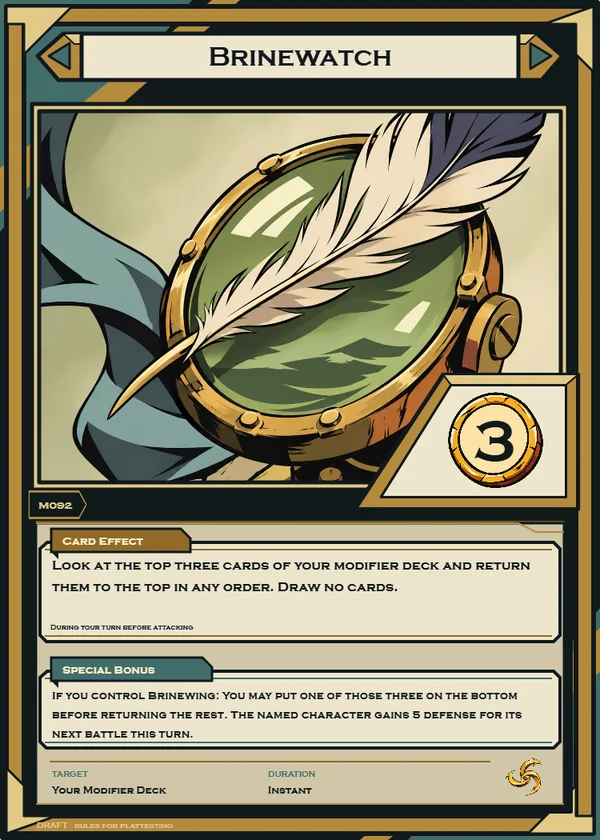 Brinewatch
3
M092
Card Effect
Look at the top three cards of your modifier deck and return
them to the top in any order. Draw no cards.
During your turn before attacking
Special Bonus
If you control Brinewing: You may put one of those three on the bottom
before returning the rest. The named character gains 5 defense for its
next battle this turn.
Target
Duration
Your Modifier Deck
Instant
DRAFT · Rules for playtesting